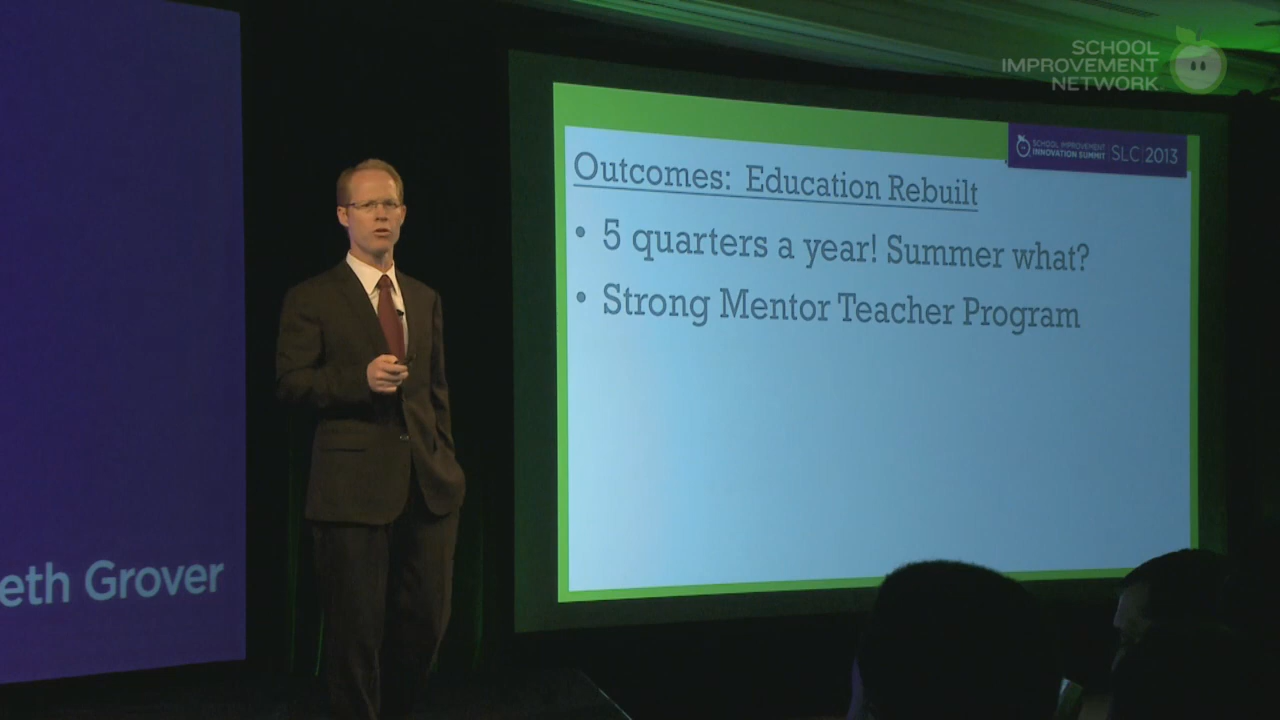 SCHOOL
IMPROVEMENT
NETWORK
SCHOOL IMPROVEMENT
INNOVATION SUMMIT
SLC 2013
Outcomes: Education Rebuilt
• 5 quarters a year! Summer what?
• Strong Mentor Teacher Program
eth Grover